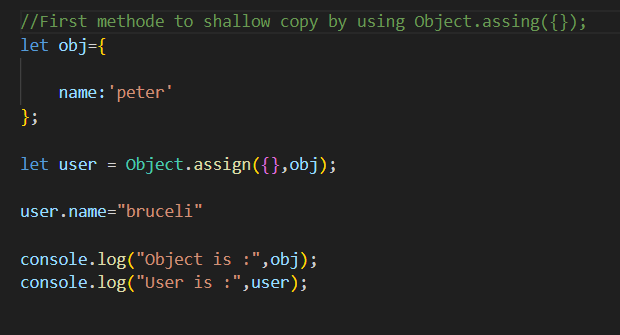 //First methode to shallow copy by using Object.assing({});
let obj={
name:'peter'
};
let user = Object.assign({},obj);
user.name="bruceli"
console.log("Object is :",obj);
console.log("User is :",user);